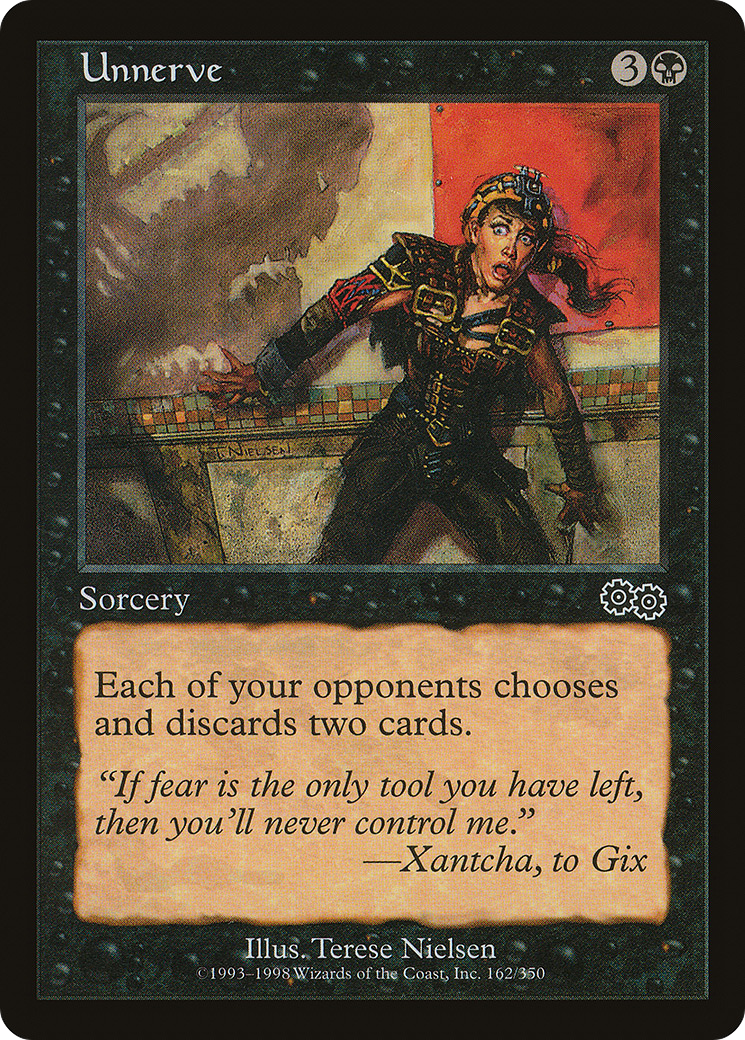 Unnerve 3
L NIELSEN
Sorcery
Each of your opponents chooses
and discards two cards.
“If fear is the only tool you have left,
then you’ll never control me.”
—Xantcha, to Gix
Illus. Terese Nielsen
©1993–1998 Wizards of the Coast, Inc. 162/350